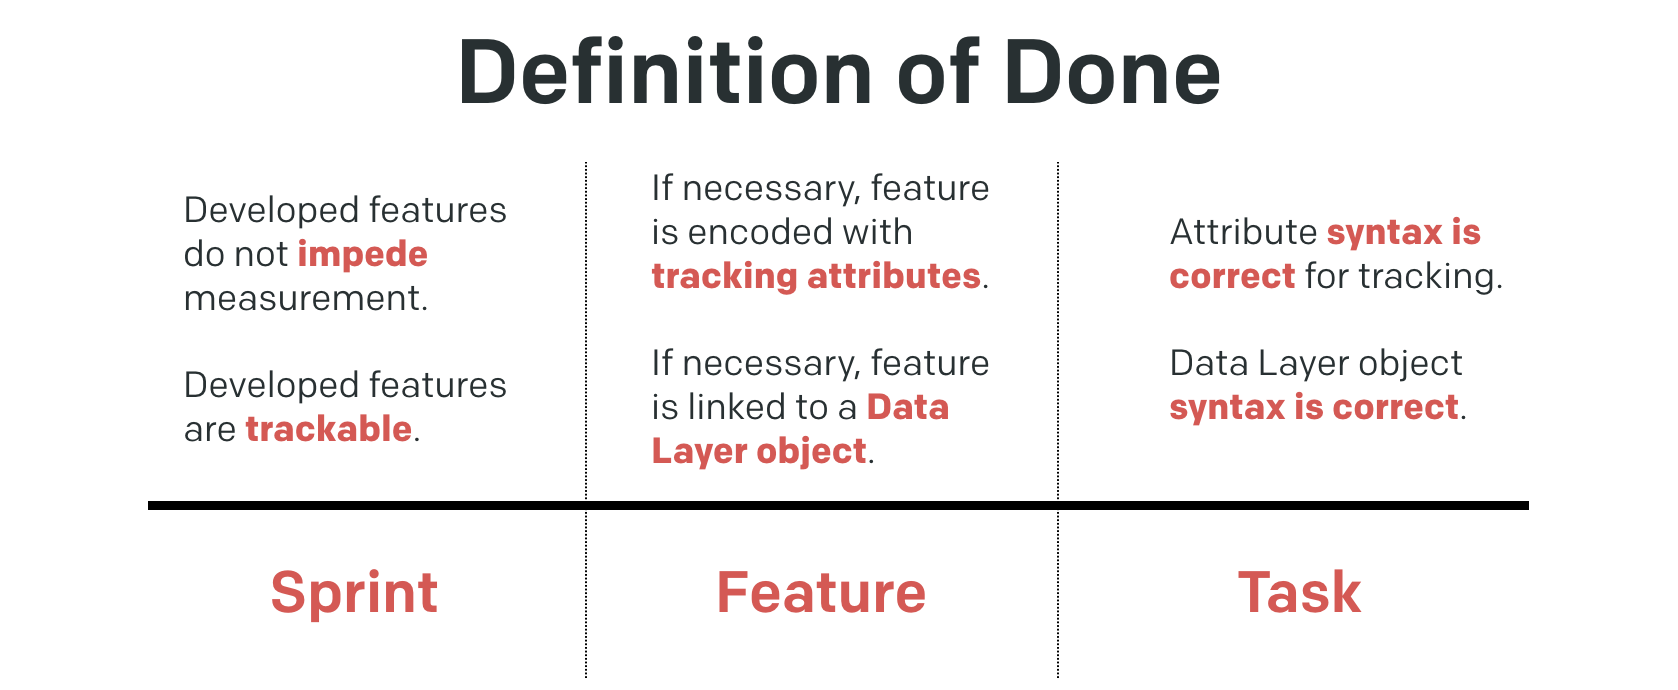 Definition of Done
Developed features
do not impede
measurement.
Developed features
are trackable.
If necessary, feature
is encoded with
tracking attributes.
If necessary, feature
is linked to a Data
Layer object.
Attribute syntax is
correct for tracking.
Data Layer object
syntax is correct.
Sprint
Feature
Task